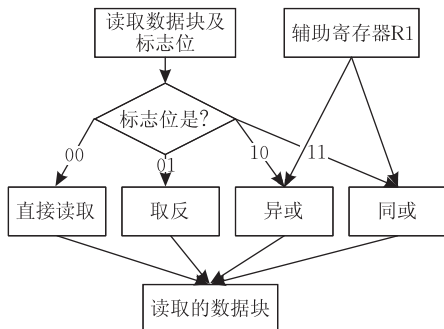 读取数据块及
标志位
辅助寄存器R1
标志位是?
00
01
10
11
直接读取
取反
异或
同或
读取的数据块